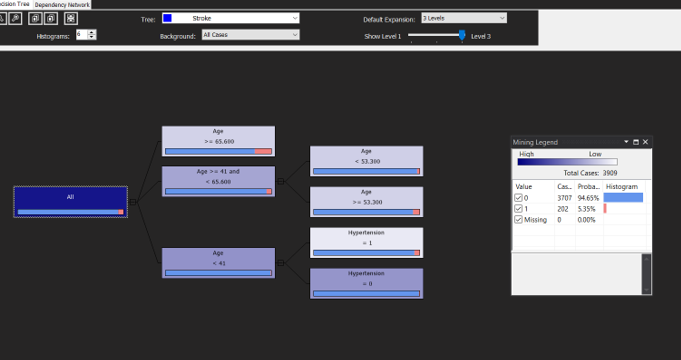 Decision Tree Dependency Network
Tree: Stroke
Default Expansion: 3 Levels
Histograms: 6
Background: All Cases
Show Level 1 Level 3
All
Age
>= 65.600
Age >= 41 and
< 65.600
Age
< 41
Age
< 53.300
Age
>= 53.300
Hypertension
= 1
Hypertension
= 0
Mining Legend
High Low
Total Cases: 3909
Value Cas... Proba... Histogram
0 3707 94.65%
1 202 5.35%
Missing 0 0.00%